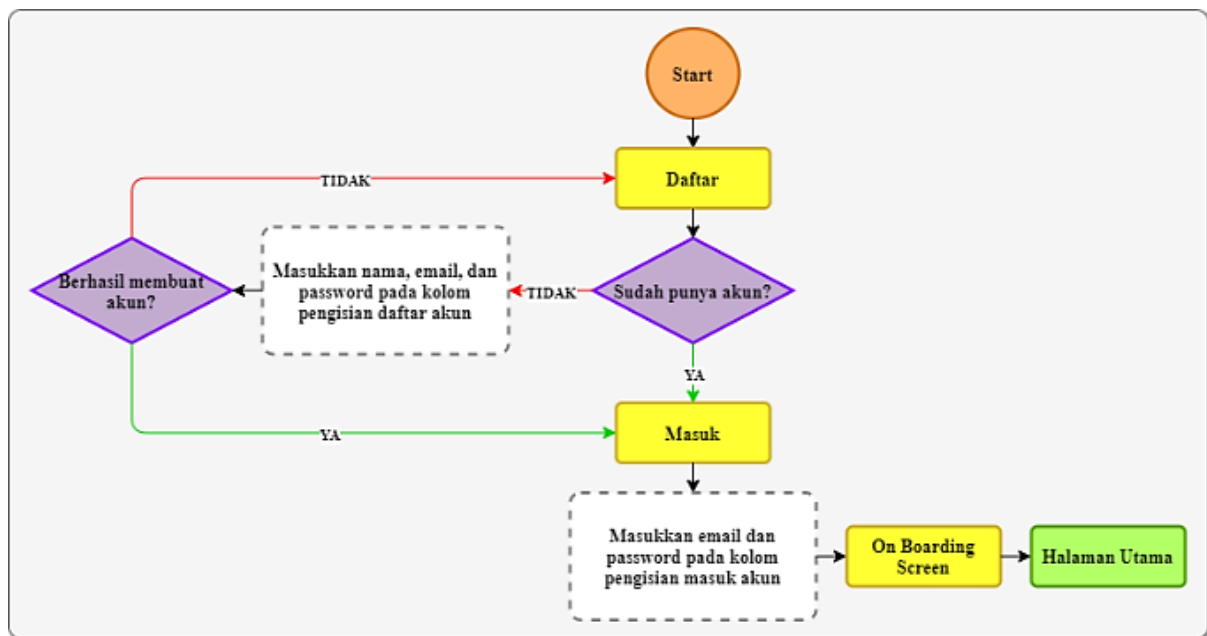 Start
Daftar
TIDAK
Berhasil membuat
akun?
Masukkan nama, email, dan
password pada kolom
pengisian daftar akun
TIDAK
Sudah punya akun?
YA
YA
Masuk
Masukkan email dan
password pada kolom
pengisian masuk akun
On Boarding
Screen
Halaman Utama